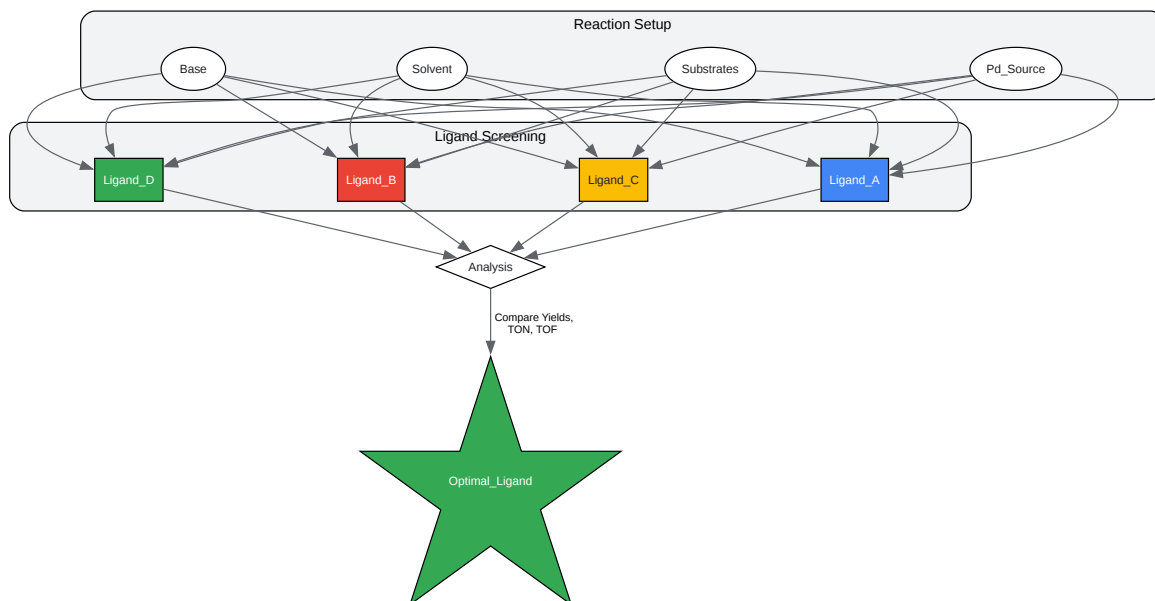 Reaction Setup
Base
Solvent
Substrates
Pd_Source
Ligand Screening
Ligand_D
Ligand_B
Ligand_C
Ligand_A
Analysis
Compare Yields,
TON, TOF
Optimal_Ligand